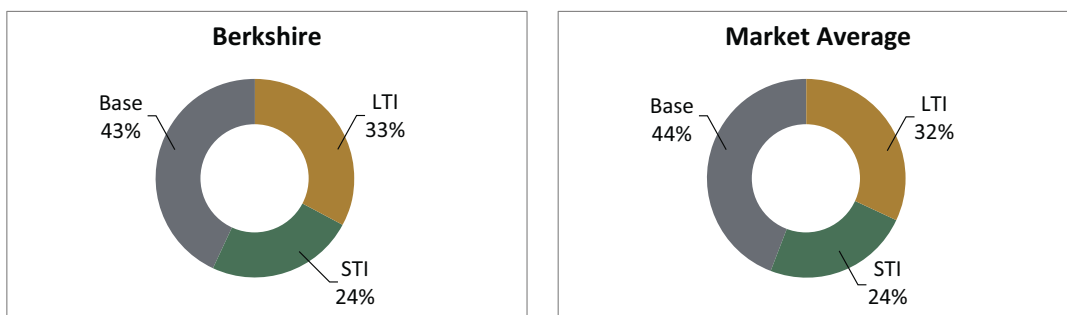 Berkshire
Base
43%
LTI
33%
STI
24%
Market Average
Base
44%
LTI
32%
STI
24%